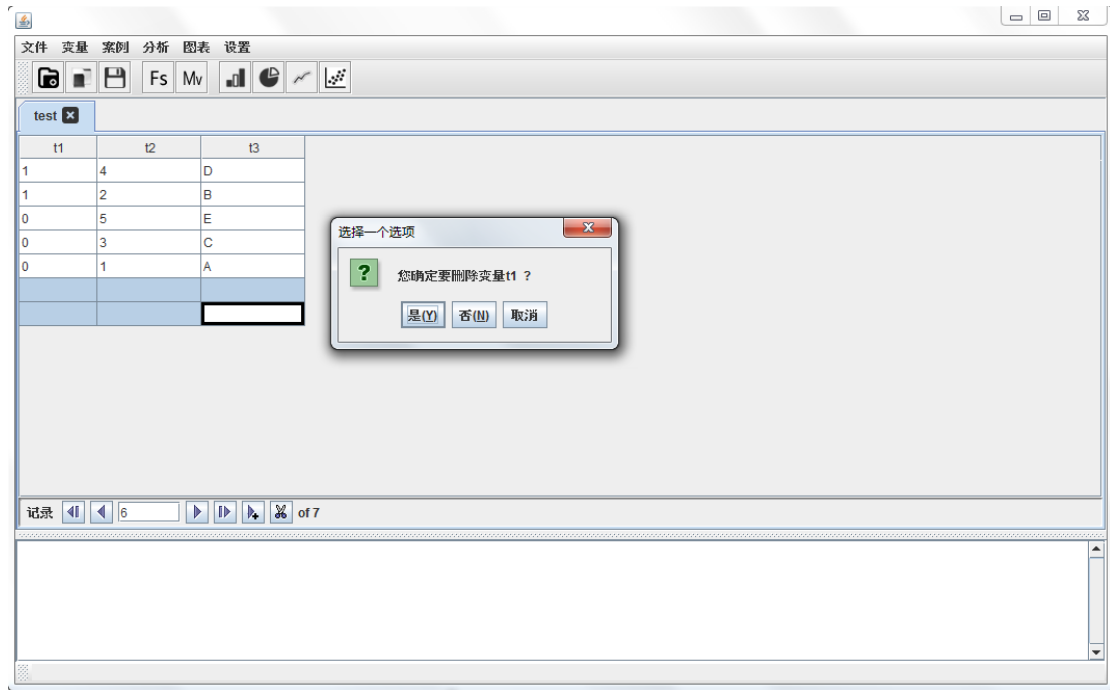 文件 变量 案例 分析 图表 设置
Fs Mv
test
t1 t2 t3
1 4 D
1 2 B
0 5 E
0 3 C
0 1 A
选择一个选项
您确定要删除变量t1 ？
是(Y) 否(N) 取消
记录 6 of 7